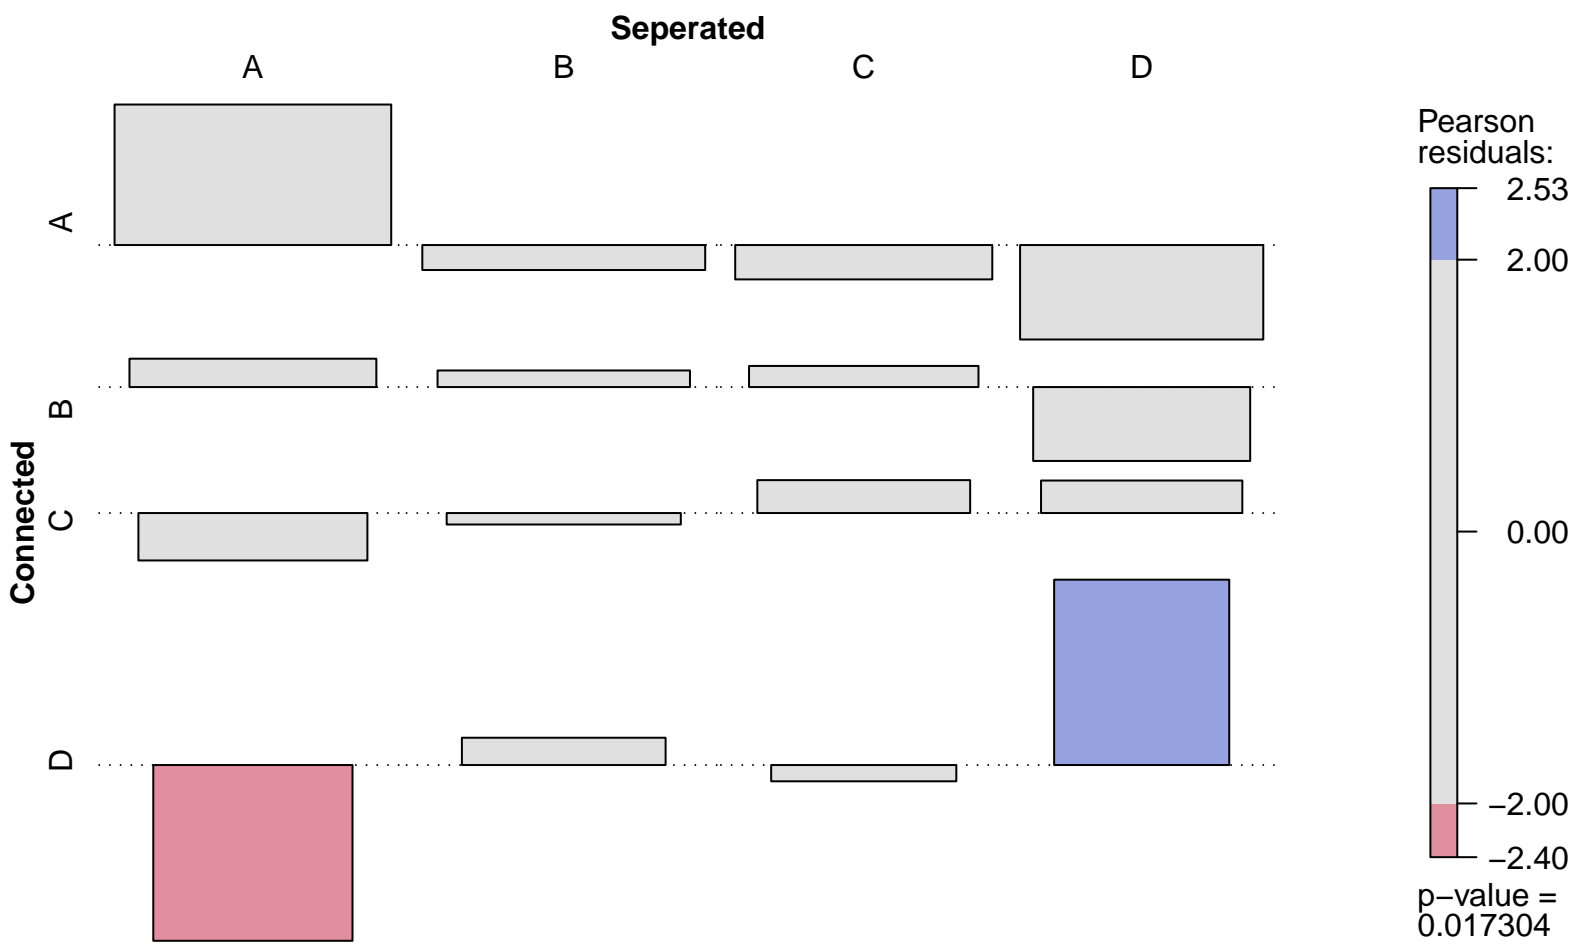 Seperated
A B C D
A
B
C
D
Connected
Pearson
residuals:
2.53
2.00
0.00
−2.00
−2.40
p−value =
0.017304